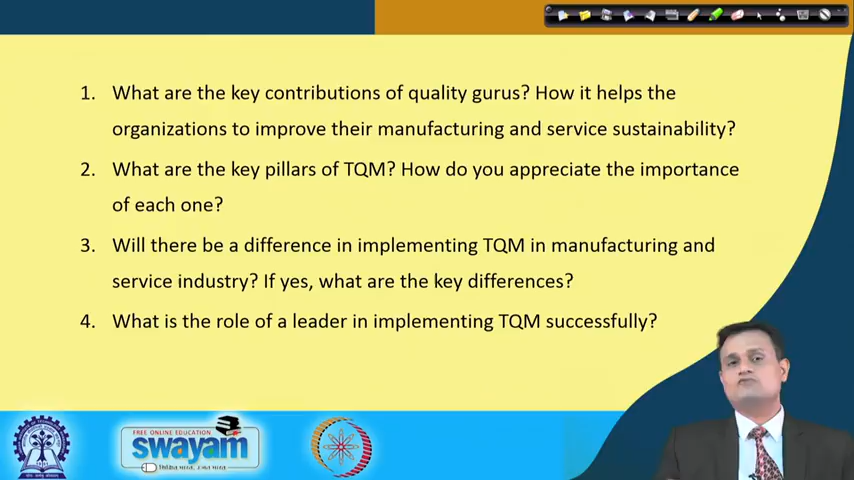 1. What are the key contributions of quality gurus? How it helps the
organizations to improve their manufacturing and service sustainability?
2. What are the key pillars of TQM? How do you appreciate the importance
of each one?
3. Will there be a difference in implementing TQM in manufacturing and
service industry? If yes, what are the key differences?
4. What is the role of a leader in implementing TQM successfully?
FREE ONLINE EDUCATION
swayam